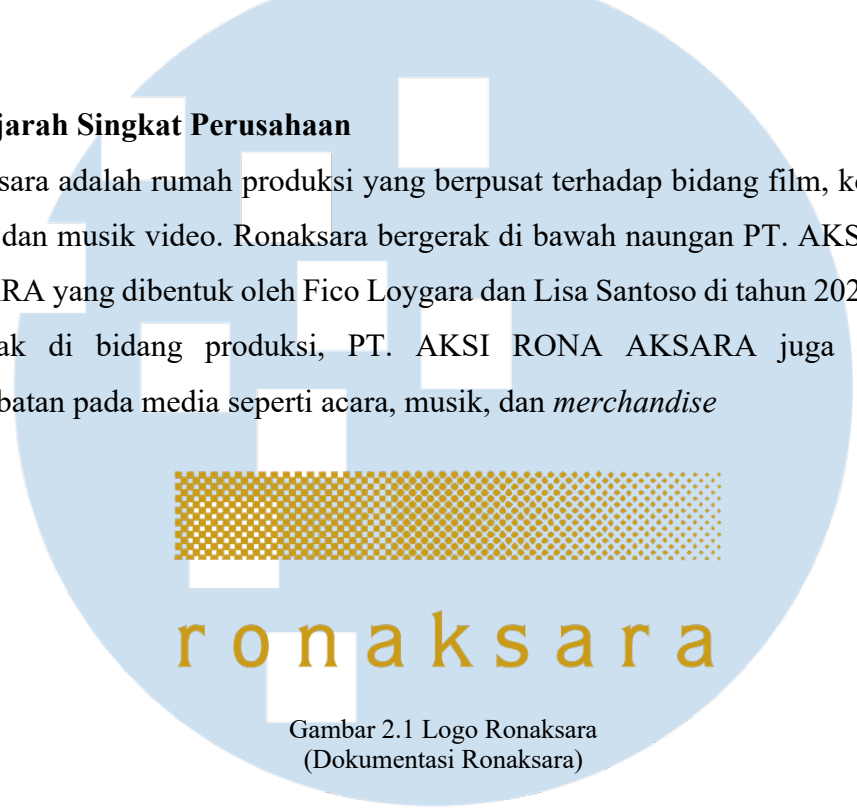 jarah Singkat Perusahaan
sara adalah rumah produksi yang berpusat terhadap bidang film, ko
dan musik video. Ronaksara bergerak di bawah naungan PT. AKS
RA yang dibentuk oleh Fico Loygara dan Lisa Santoso di tahun 202
ak di bidang produksi, PT. AKSI RONA AKSARA juga
batan pada media seperti acara, musik, dan merchandise
ronaksara
Gambar 2.1 Logo Ronaksara
(Dokumentasi Ronaksara)